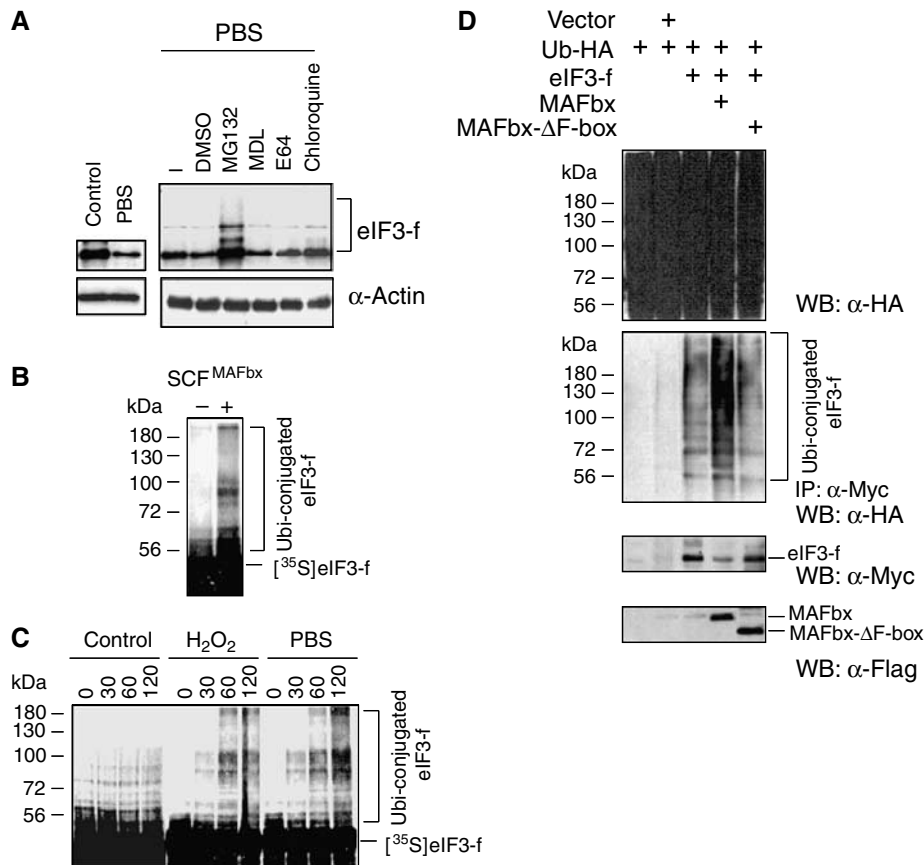 A
PBS
Control
PBS
I
DMSO
MG132
MDL
E64
Chloroquine
eIF3-f
α-Actin
B
SCF^MAFbx
kDa
– +
180
130
100
72
56
Ubi-conjugated
eIF3-f
[³⁵S]eIF3-f
C
Control H₂O₂ PBS
kDa
0 30 60 120 0 30 60 120 0 30 60 120
180
130
100
72
56
Ubi-conjugated
eIF3-f
[³⁵S]eIF3-f
D
Vector +
Ub-HA + + + + +
eIF3-f + + +
MAFbx +
MAFbx-ΔF-box +
kDa
180
130
100
72
56
WB: α-HA
kDa
180
130
100
72
56
Ubi-conjugated
eIF3-f
IP: α-Myc
WB: α-HA
eIF3-f
WB: α-Myc
MAFbx
MAFbx-ΔF-box
WB: α-Flag